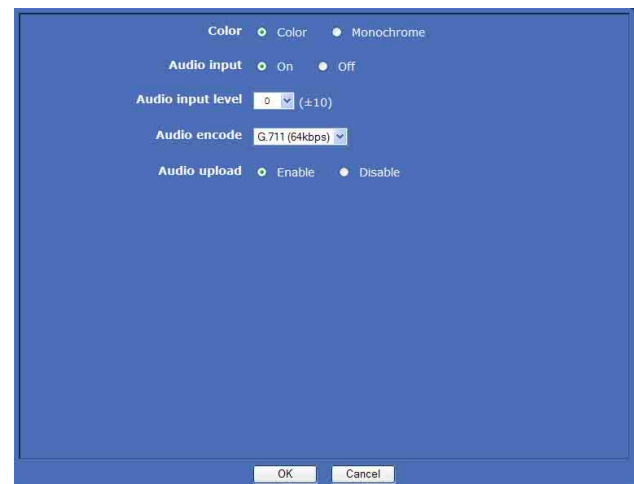 Color Color Monochrome
Audio input On Off
Audio input level 0 (±10)
Audio encode G.711 (64kbps)
Audio upload Enable Disable
OK Cancel